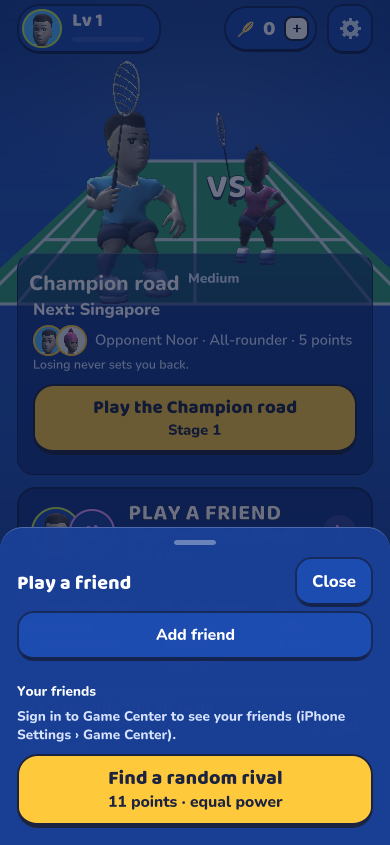 Lv 1
0
+
VS
Champion road Medium
Next: Singapore
Opponent Noor · All-rounder · 5 points
Losing never sets you back.
Play the Champion road
Stage 1
PLAY A FRIEND
Play a friend
Close
Add friend
Your friends
Sign in to Game Center to see your friends (iPhone
Settings › Game Center).
Find a random rival
11 points · equal power